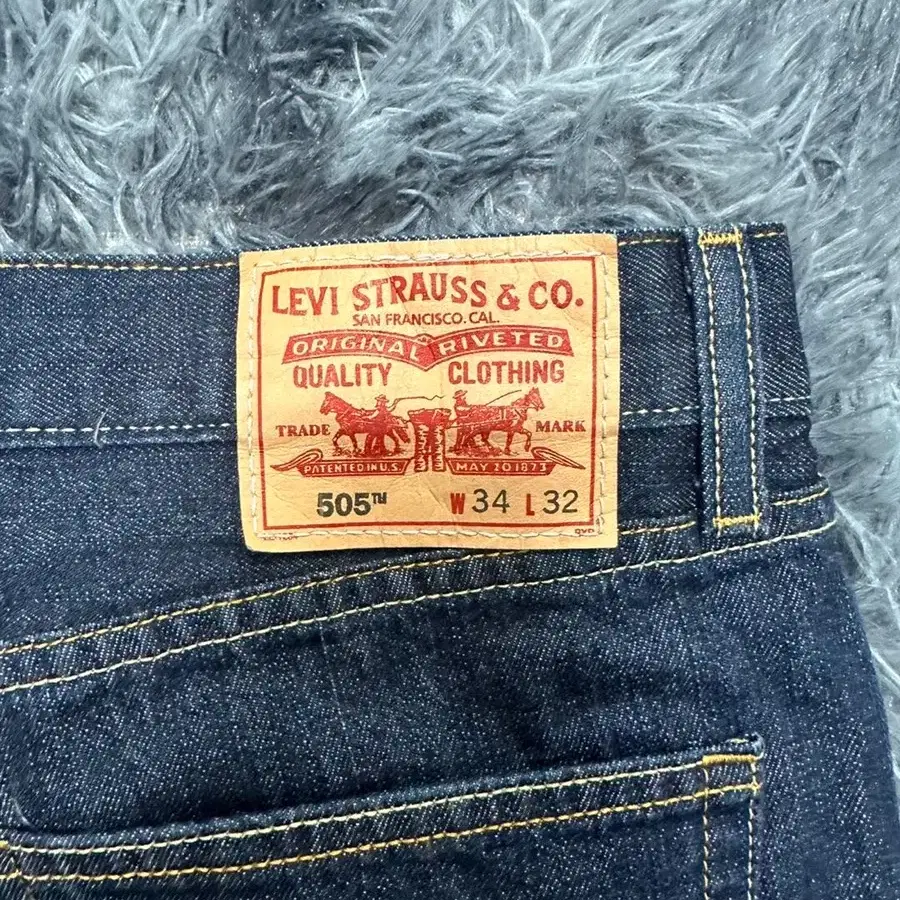 LEVI STRAUSS & CO.
SAN FRANCISCO. CAL.
ORIGINAL RIVETED
QUALITY CLOTHING
TRADE MARK
PATENTED IN U.S. MAY 20 1873
505™ W 34 L 32